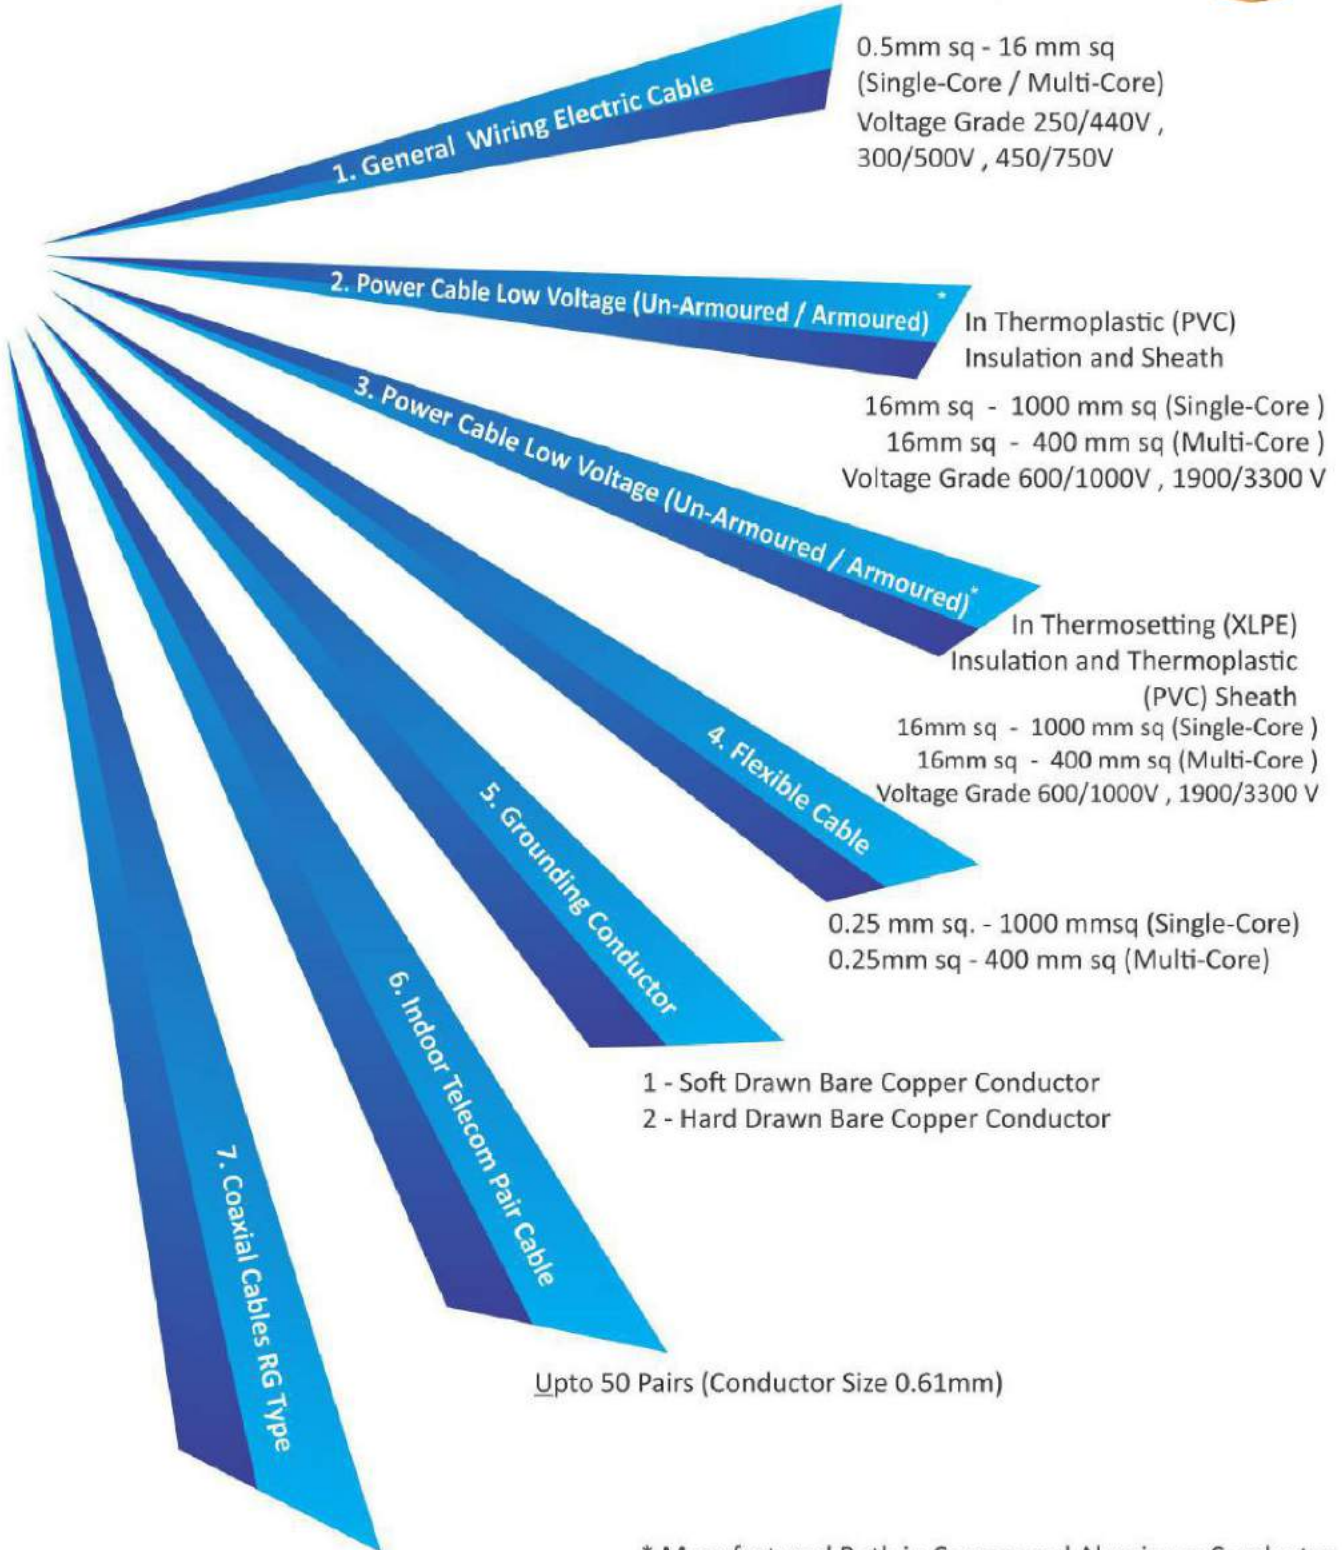 1. General Wiring Electric Cable
0.5mm sq - 16 mm sq
(Single-Core / Multi-Core)
Voltage Grade 250/440V ,
300/500V , 450/750V
2. Power Cable Low Voltage (Un-Armoured / Armoured) *
In Thermoplastic (PVC)
Insulation and Sheath
16mm sq - 1000 mm sq (Single-Core )
16mm sq - 400 mm sq (Multi-Core )
Voltage Grade 600/1000V , 1900/3300 V
3. Power Cable Low Voltage (Un-Armoured / Armoured)*
In Thermosetting (XLPE)
Insulation and Thermoplastic
(PVC) Sheath
16mm sq - 1000 mm sq (Single-Core )
16mm sq - 400 mm sq (Multi-Core )
Voltage Grade 600/1000V , 1900/3300 V
4. Flexible Cable
0.25 mm sq. - 1000 mmsq (Single-Core)
0.25mm sq - 400 mm sq (Multi-Core)
5. Grounding Conductor
1 - Soft Drawn Bare Copper Conductor
2 - Hard Drawn Bare Copper Conductor
6. Indoor Telecom Pair Cable
Upto 50 Pairs (Conductor Size 0.61mm)
7. Coaxial Cables RG Type